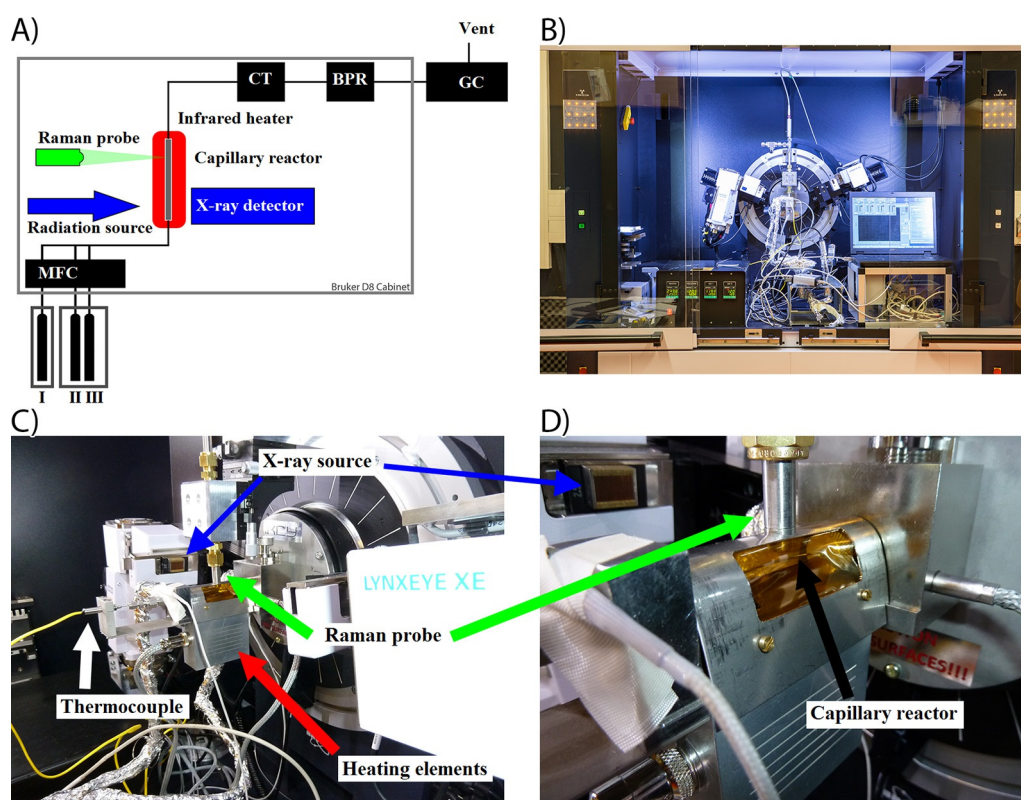 A)
Vent
CT
BPR
GC
Infrared heater
Raman probe
Capillary reactor
X-ray detector
Radiation source
MFC
Bruker D8 Cabinet
I II III
B)
C)
X-ray source
LYNXEYE XE
Raman probe
Thermocouple
Heating elements
D)
SURFACES!!!
Capillary reactor